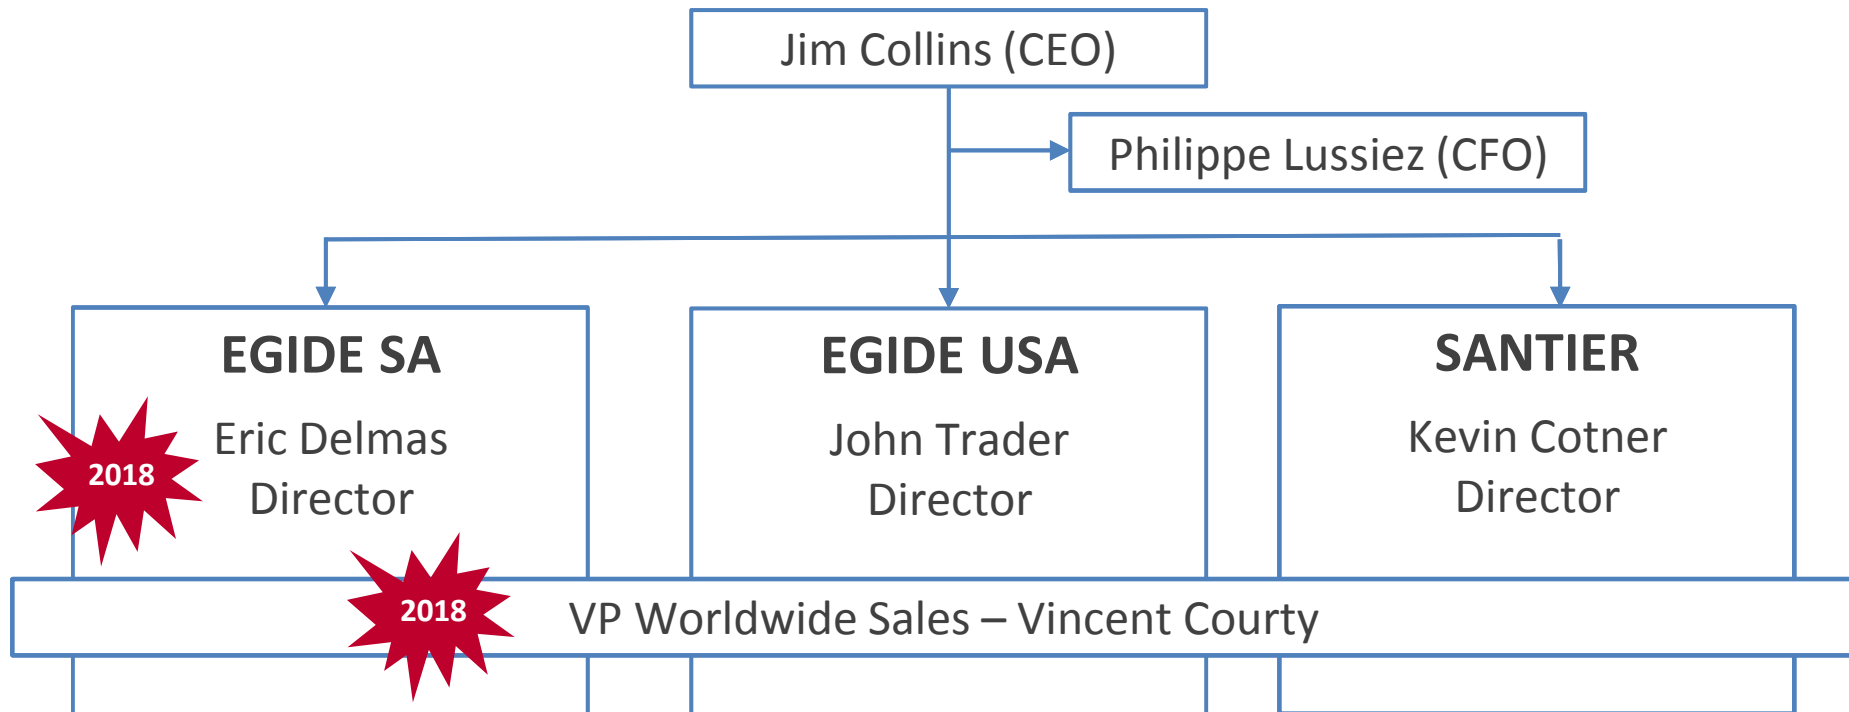 Jim Collins (CEO)
Philippe Lussiez (CFO)
EGIDE SA
Eric Delmas
Director
2018
EGIDE USA
John Trader
Director
SANTIER
Kevin Cotner
Director
2018
VP Worldwide Sales – Vincent Courty